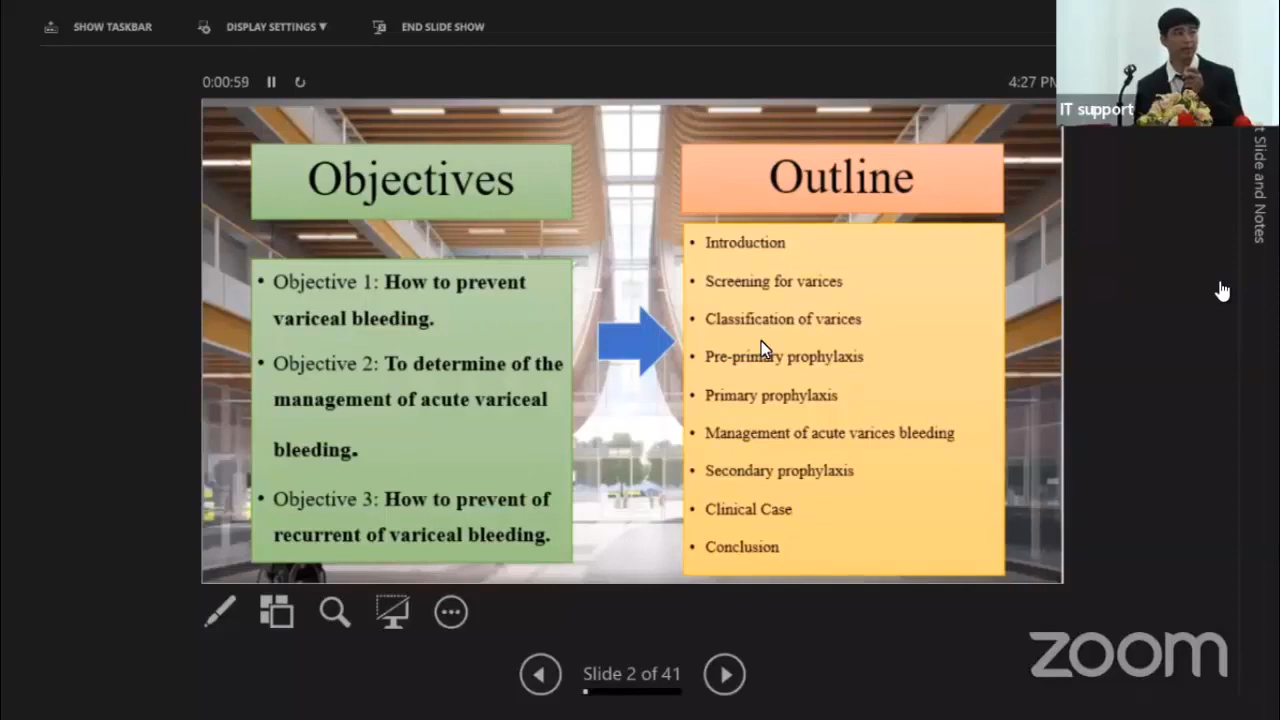 SHOW TASKBAR
DISPLAY SETTINGS ▼
END SLIDE SHOW
0:00:59
4:27 PM
IT support
t Slide and Notes
Objectives
• Objective 1: How to prevent
variceal bleeding.
• Objective 2: To determine of the
management of acute variceal
bleeding.
• Objective 3: How to prevent of
recurrent of variceal bleeding.
Outline
• Introduction
• Screening for varices
• Classification of varices
• Pre-primary prophylaxis
• Primary prophylaxis
• Management of acute varices bleeding
• Secondary prophylaxis
• Clinical Case
• Conclusion
Slide 2 of 41
zoom